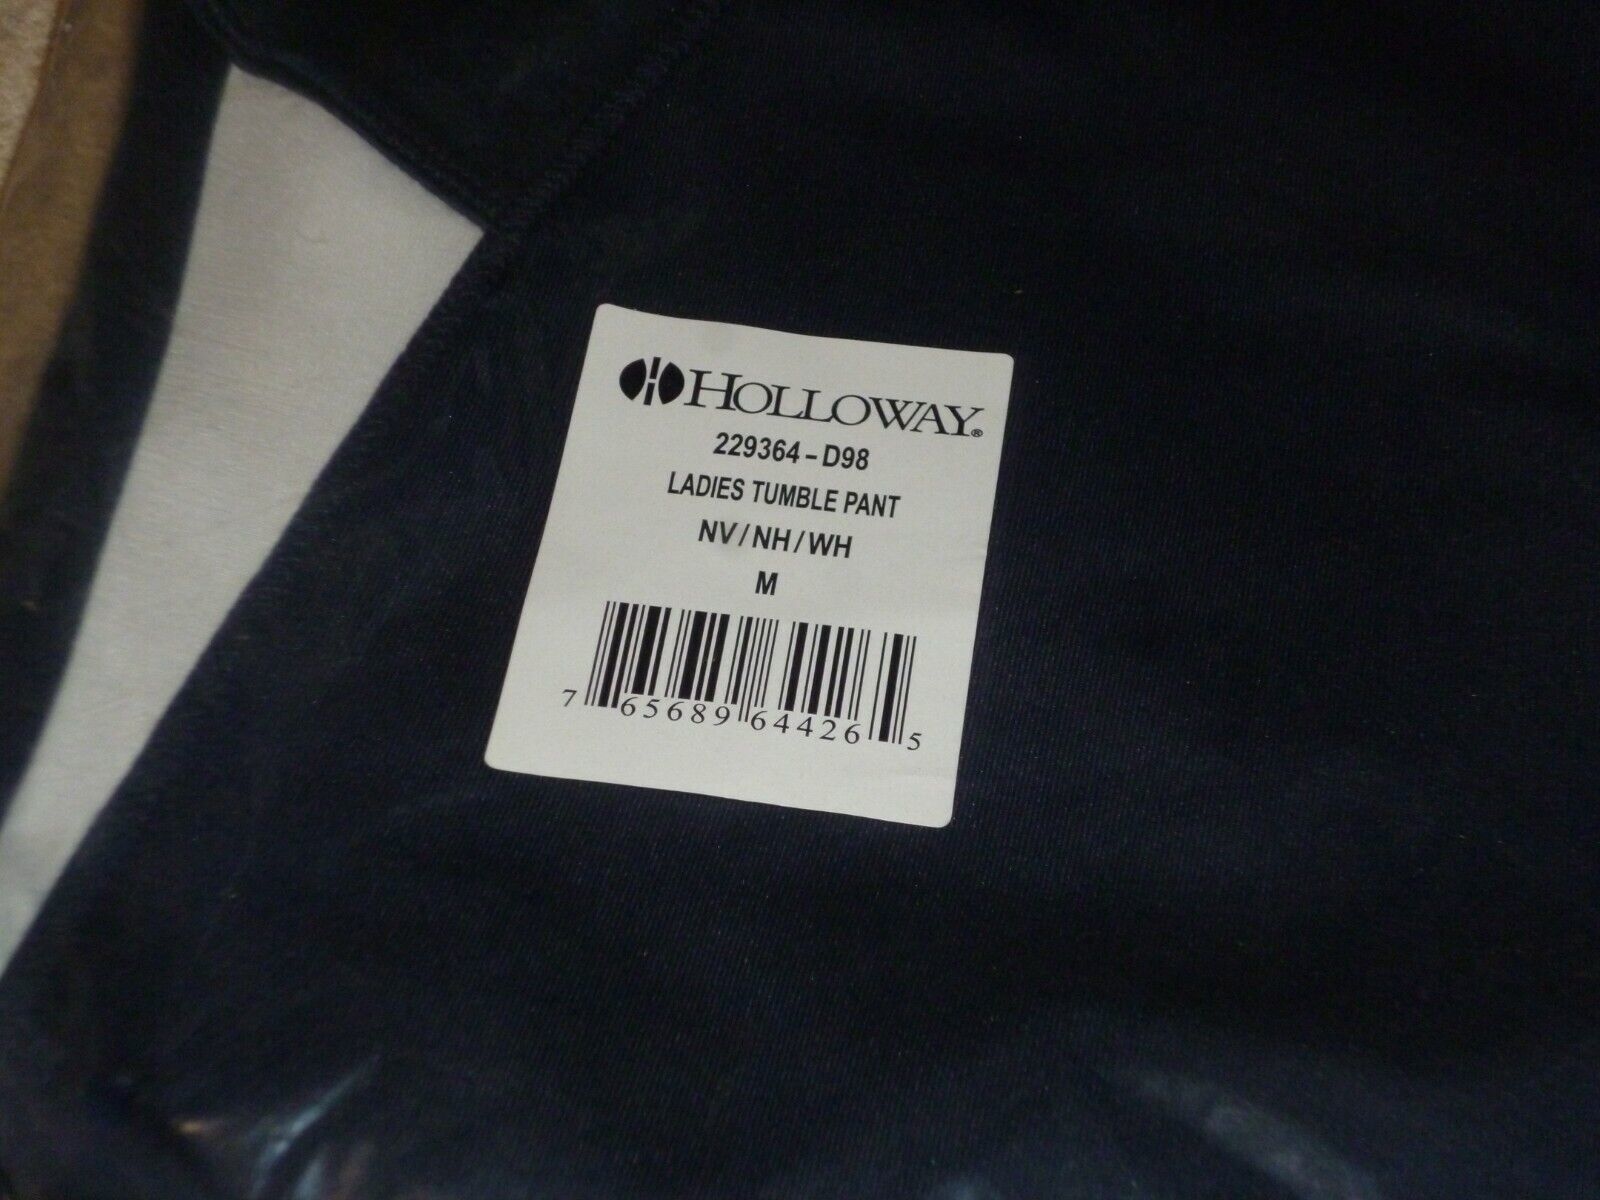 HOLLOWAY®
229364-D98
LADIES TUMBLE PANT
NV/NH/WH
M
7 65689 64426 5